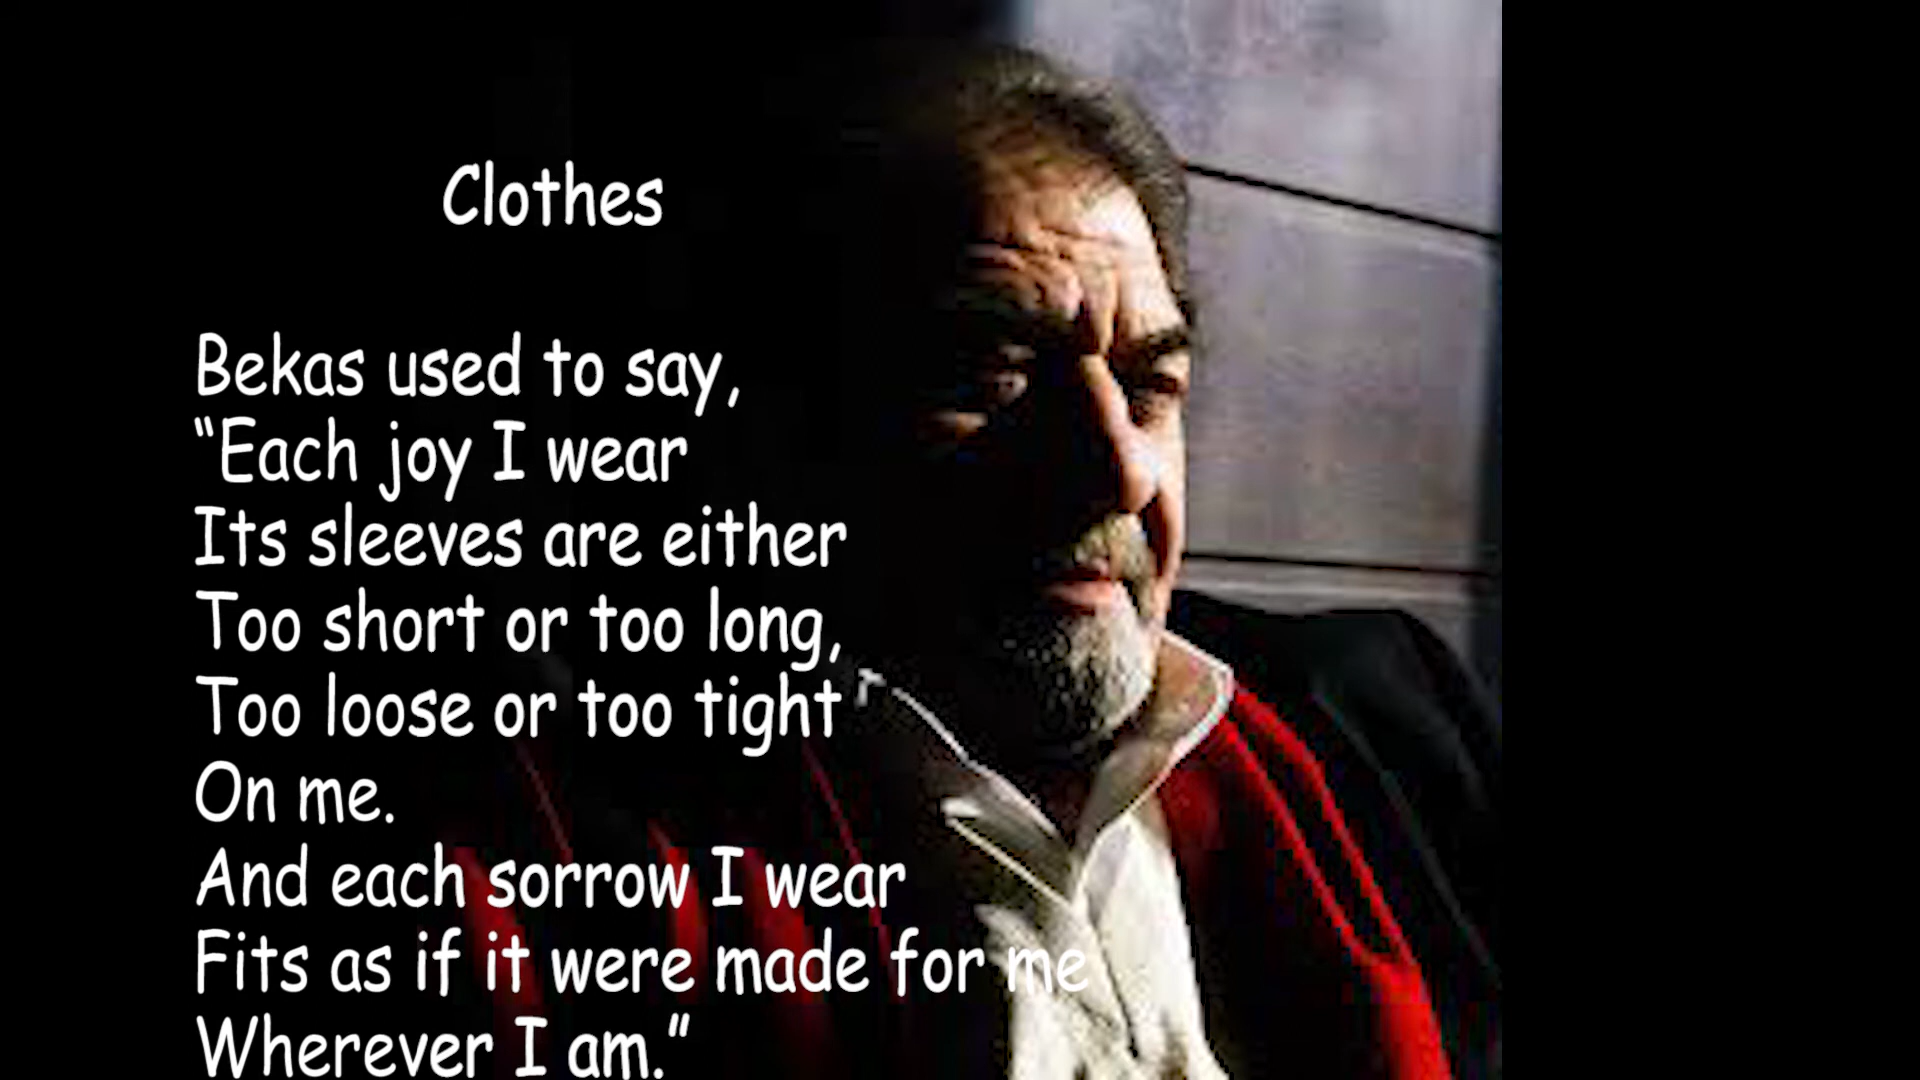 Clothes
Bekas used to say,
“Each joy I wear
Its sleeves are either
Too short or too long,
Too loose or too tight
On me.
And each sorrow I wear
Fits as if it were made for me
Wherever I am.”